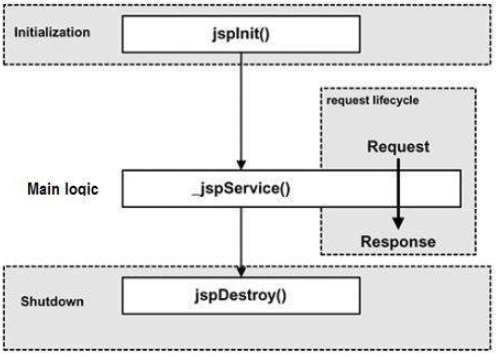 Initialization
jspInit()
request lifecycle
Request
Main logic
_jspService()
Response
Shutdown
jspDestroy()